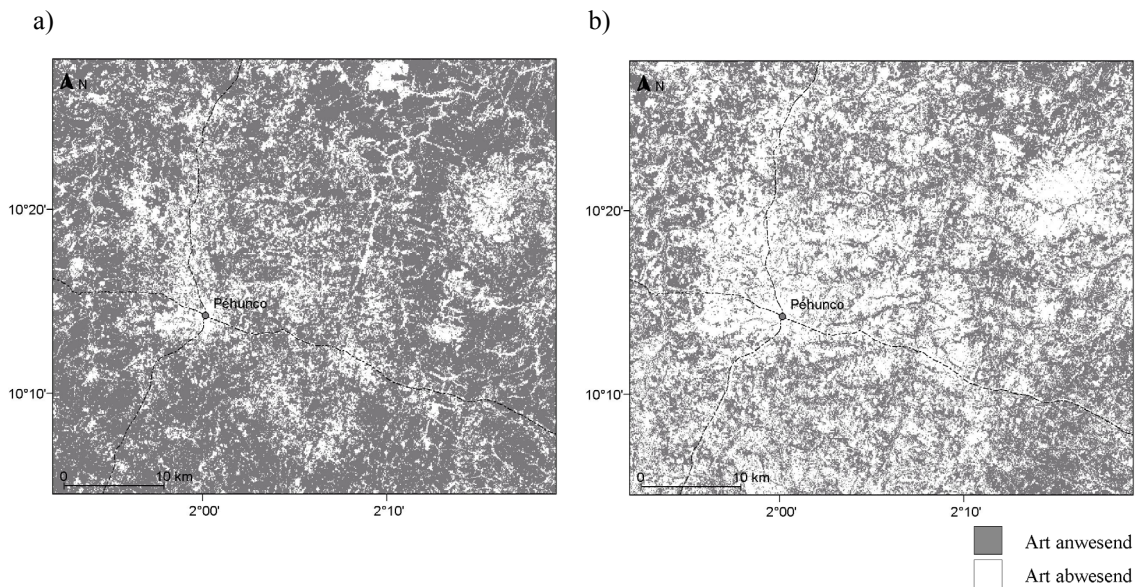 a)
N
10°20'
Péhunco
10°10'
0 10 km
2°00' 2°10'
b)
N
10°20'
Péhunco
10°10'
0 10 km
2°00' 2°10'
Art anwesend
Art abwesend